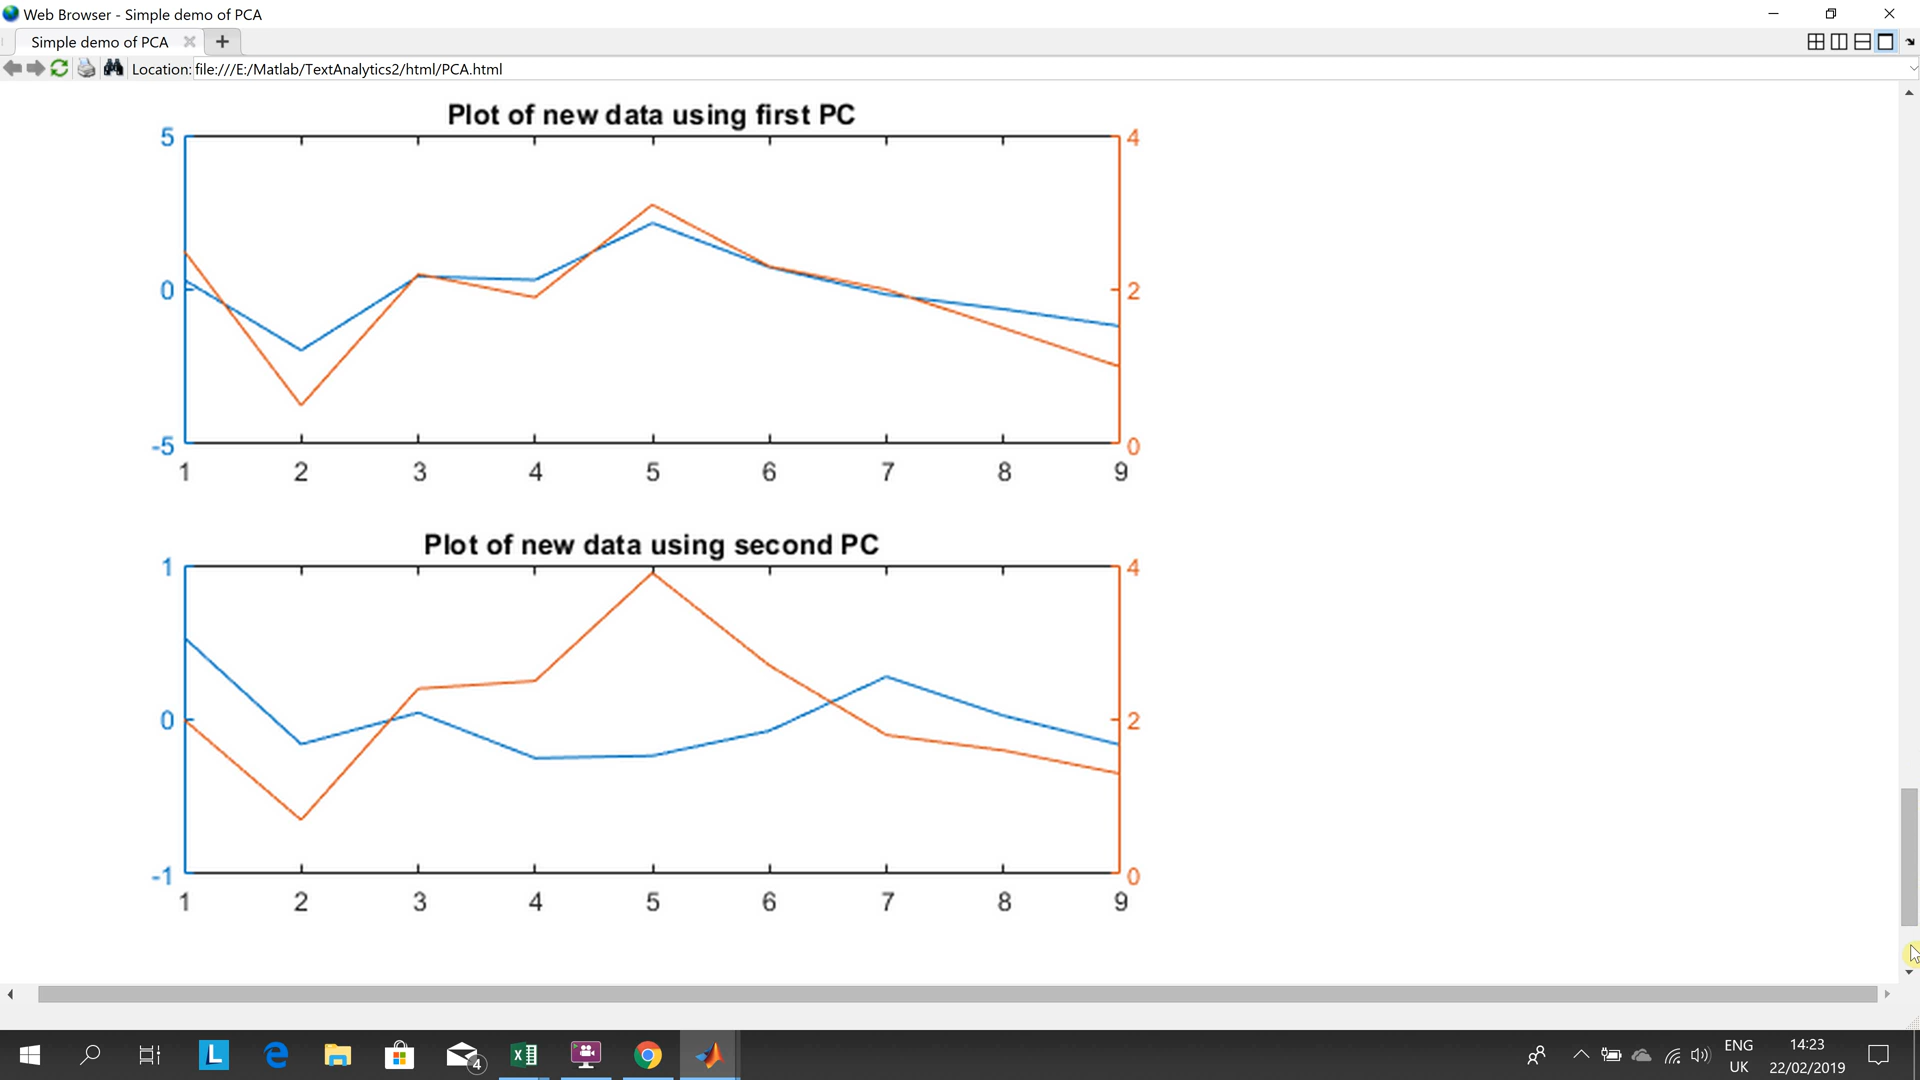 Web Browser - Simple demo of PCA
Simple demo of PCA
Location: file:///E:/Matlab/TextAnalytics2/html/PCA.html
Plot of new data using first PC
5 4
0 2
-5 0
1 2 3 4 5 6 7 8 9
Plot of new data using second PC
1 4
0 2
-1 0
1 2 3 4 5 6 7 8 9
L 4 ENG 14:23
UK 22/02/2019